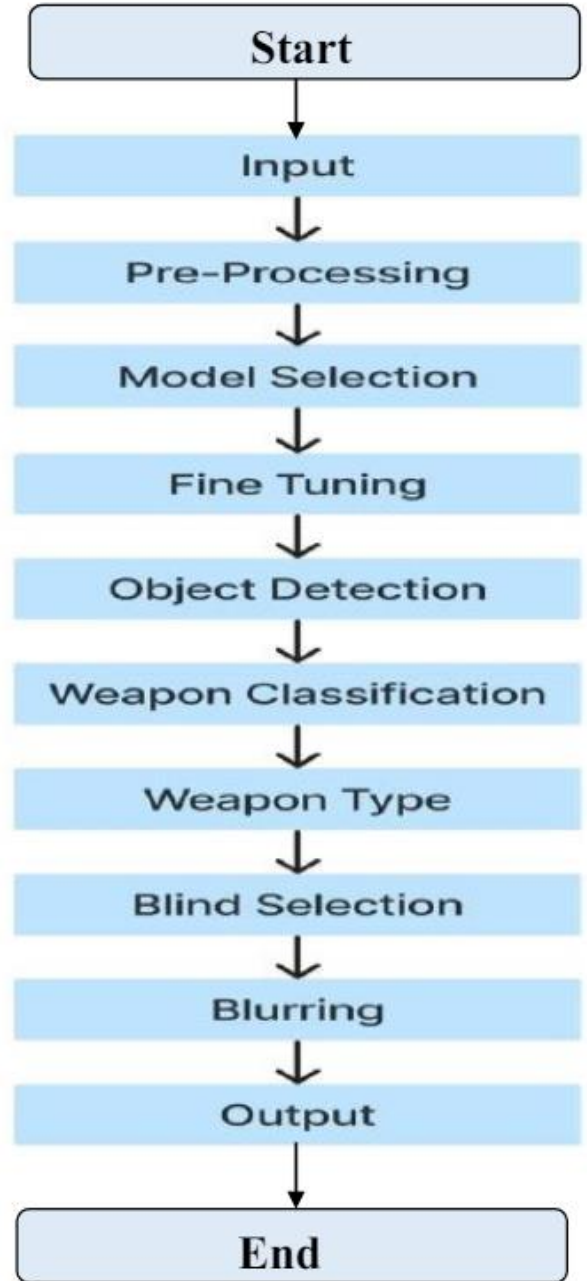 Start
Input
Pre-Processing
Model Selection
Fine Tuning
Object Detection
Weapon Classification
Weapon Type
Blind Selection
Blurring
Output
End